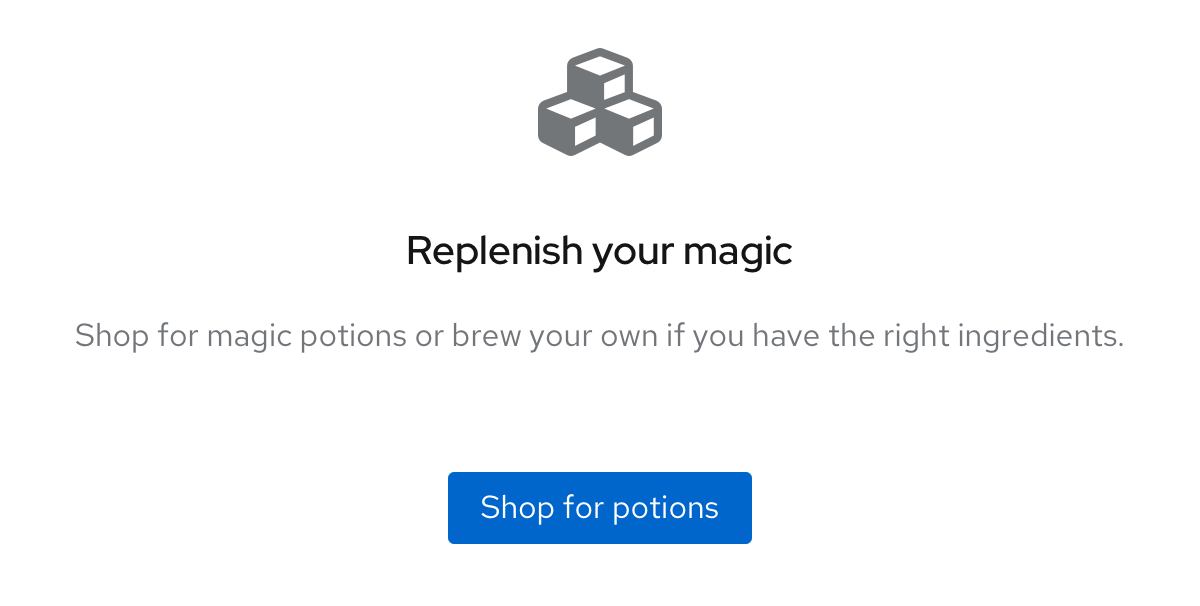 Replenish your magic
Shop for magic potions or brew your own if you have the right ingredients.
Shop for potions